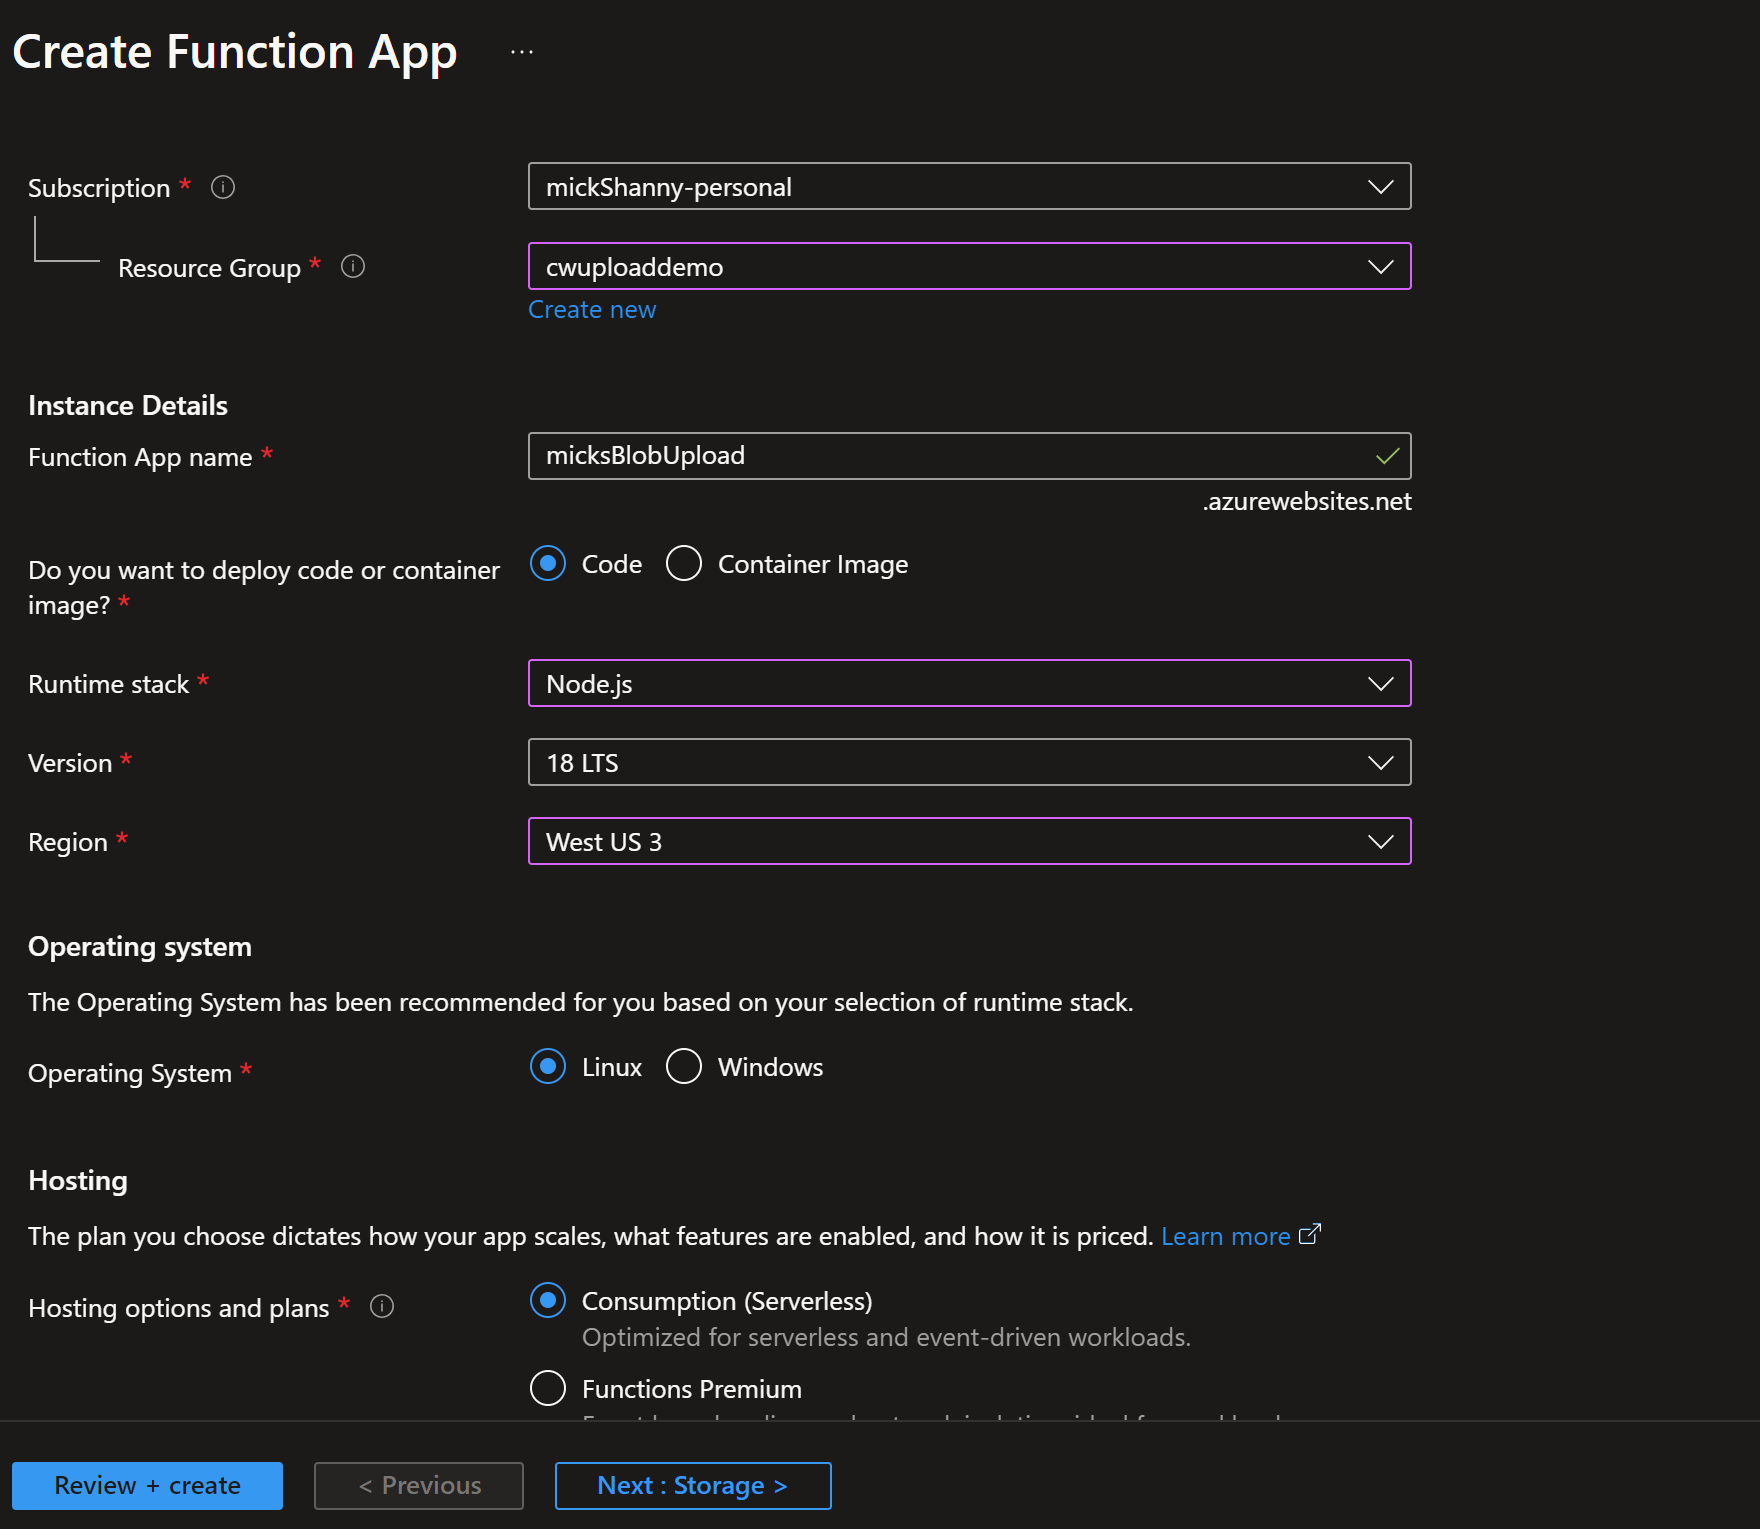 Create Function App ...
Subscription * mickShanny-personal
Resource Group * cwuploaddemo
Create new
Instance Details
Function App name * micksBlobUpload
.azurewebsites.net
Do you want to deploy code or container
image? *
Code Container Image
Runtime stack * Node.js
Version * 18 LTS
Region * West US 3
Operating system
The Operating System has been recommended for you based on your selection of runtime stack.
Operating System * Linux Windows
Hosting
The plan you choose dictates how your app scales, what features are enabled, and how it is priced. Learn more
Hosting options and plans * Consumption (Serverless)
Optimized for serverless and event-driven workloads.
Functions Premium
Review + create < Previous Next : Storage >